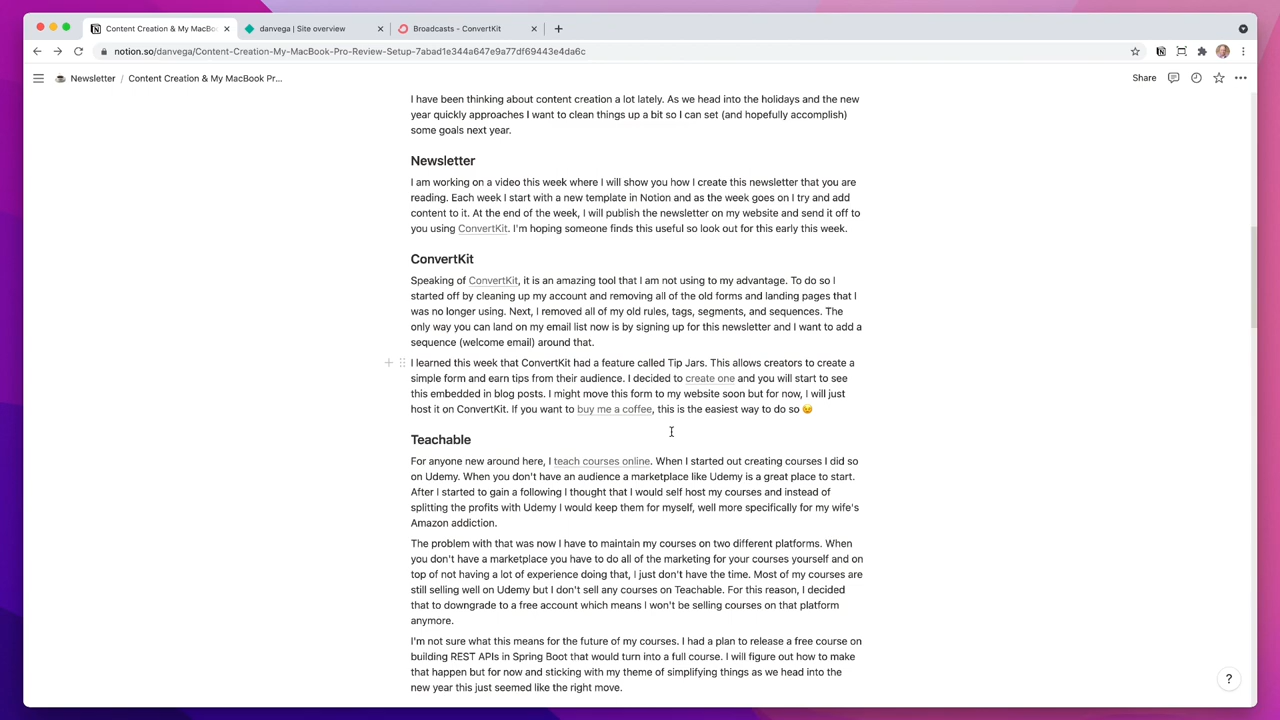 Content Creation & My MacBo
danvega | Site overview
Broadcasts - ConvertKit
notion.so/danvega/Content-Creation-My-MacBook-Pro-Review-Setup-7abad1e344a647e9a77df69443e4da6c
Newsletter / Content Creation & My MacBook Pr...
Share
I have been thinking about content creation a lot lately. As we head into the holidays and the new
year quickly approaches I want to clean things up a bit so I can set (and hopefully accomplish)
some goals next year.
Newsletter
I am working on a video this week where I will show you how I create this newsletter that you are
reading. Each week I start with a new template in Notion and as the week goes on I try and add
content to it. At the end of the week, I will publish the newsletter on my website and send it off to
you using ConvertKit. I'm hoping someone finds this useful so look out for this early this week.
ConvertKit
Speaking of ConvertKit, it is an amazing tool that I am not using to my advantage. To do so I
started off by cleaning up my account and removing all of the old forms and landing pages that I
was no longer using. Next, I removed all of my old rules, tags, segments, and sequences. The
only way you can land on my email list now is by signing up for this newsletter and I want to add a
sequence (welcome email) around that.
I learned this week that ConvertKit had a feature called Tip Jars. This allows creators to create a
simple form and earn tips from their audience. I decided to create one and you will start to see
this embedded in blog posts. I might move this form to my website soon but for now, I will just
host it on ConvertKit. If you want to buy me a coffee, this is the easiest way to do so 😉
Teachable
For anyone new around here, I teach courses online. When I started out creating courses I did so
on Udemy. When you don't have an audience a marketplace like Udemy is a great place to start.
After I started to gain a following I thought that I would self host my courses and instead of
splitting the profits with Udemy I would keep them for myself, well more specifically for my wife's
Amazon addiction.
The problem with that was now I have to maintain my courses on two different platforms. When
you don't have a marketplace you have to do all of the marketing for your courses yourself and on
top of not having a lot of experience doing that, I just don't have the time. Most of my courses are
still selling well on Udemy but I don't sell any courses on Teachable. For this reason, I decided
that to downgrade to a free account which means I won't be selling courses on that platform
anymore.
I'm not sure what this means for the future of my courses. I had a plan to release a free course on
building REST APIs in Spring Boot that would turn into a full course. I will figure out how to make
that happen but for now and sticking with my theme of simplifying things as we head into the
new year this just seemed like the right move.
?